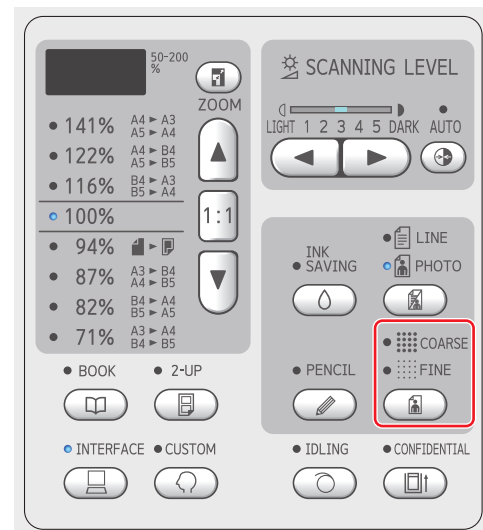 50-200
%
ZOOM
141% A4 ► A3
A5 ► A4
122% A4 ► B4
A5 ► B5
116% B4 ► A3
B5 ► A4
100%
94%
87% A3 ► B4
A4 ► B5
82% B4 ► A4
B5 ► A5
71% A3 ► A4
B4 ► B5
1:1
BOOK
2-UP
INTERFACE
CUSTOM
SCANNING LEVEL
LIGHT 1 2 3 4 5 DARK
AUTO
INK
SAVING
LINE
PHOTO
PENCIL
COARSE
FINE
IDLING
CONFIDENTIAL